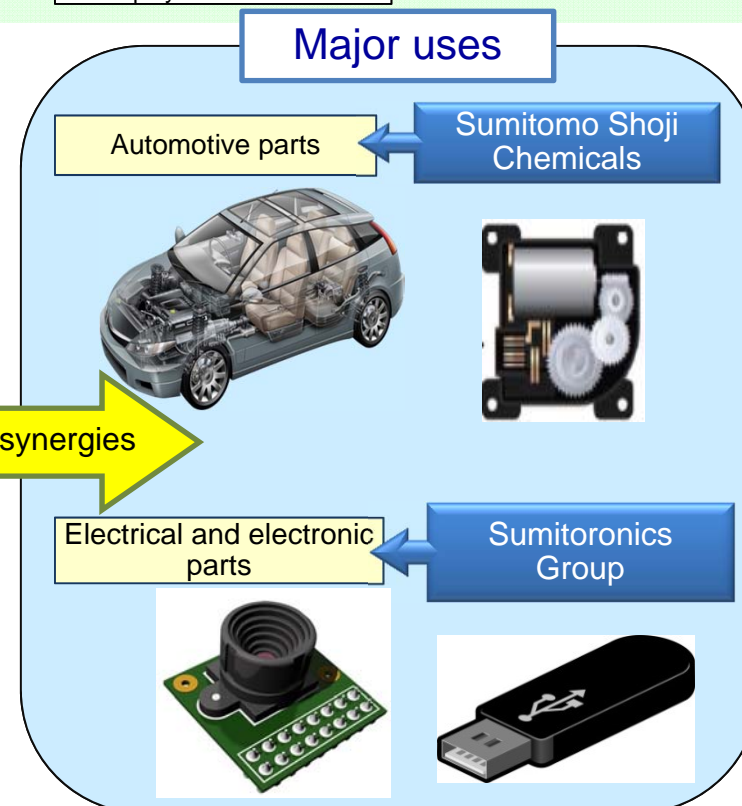 Major uses
Automotive parts
Sumitomo Shoji
Chemicals
synergies
Electrical and electronic
parts
Sumitoronics
Group